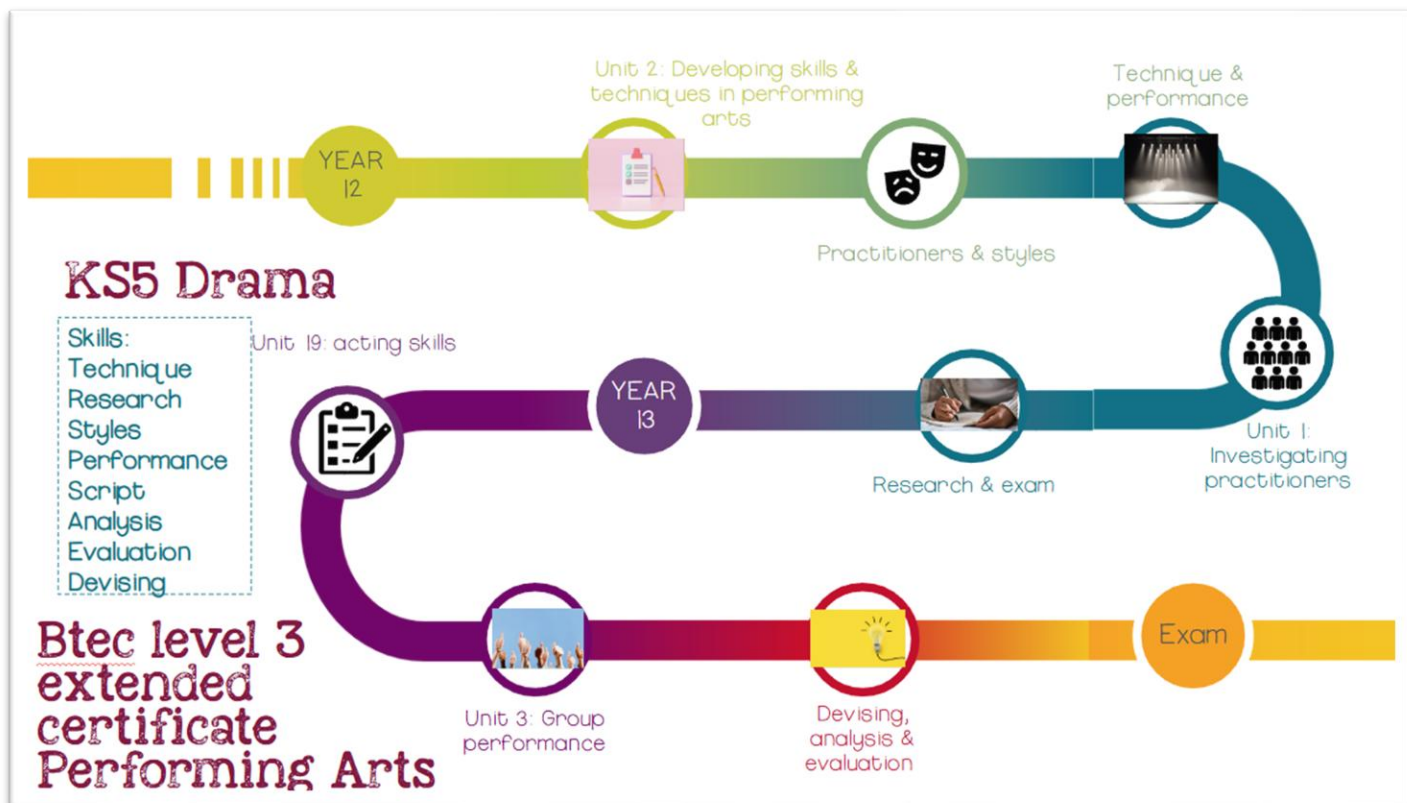 Unit 2: Developing skills &
techniques in performing
arts
Technique &
performance
YEAR
12
Practitioners & styles
KS5 Drama
Skills:
Technique
Research
Styles
Performance
Script
Analysis
Evaluation
Devising
Unit 19: acting skills
YEAR
13
Research & exam
Unit 1:
Investigating
practitioners
Btec level 3
extended
certificate
Performing Arts
Unit 3: Group
performance
Devising,
analysis &
evaluation
Exam